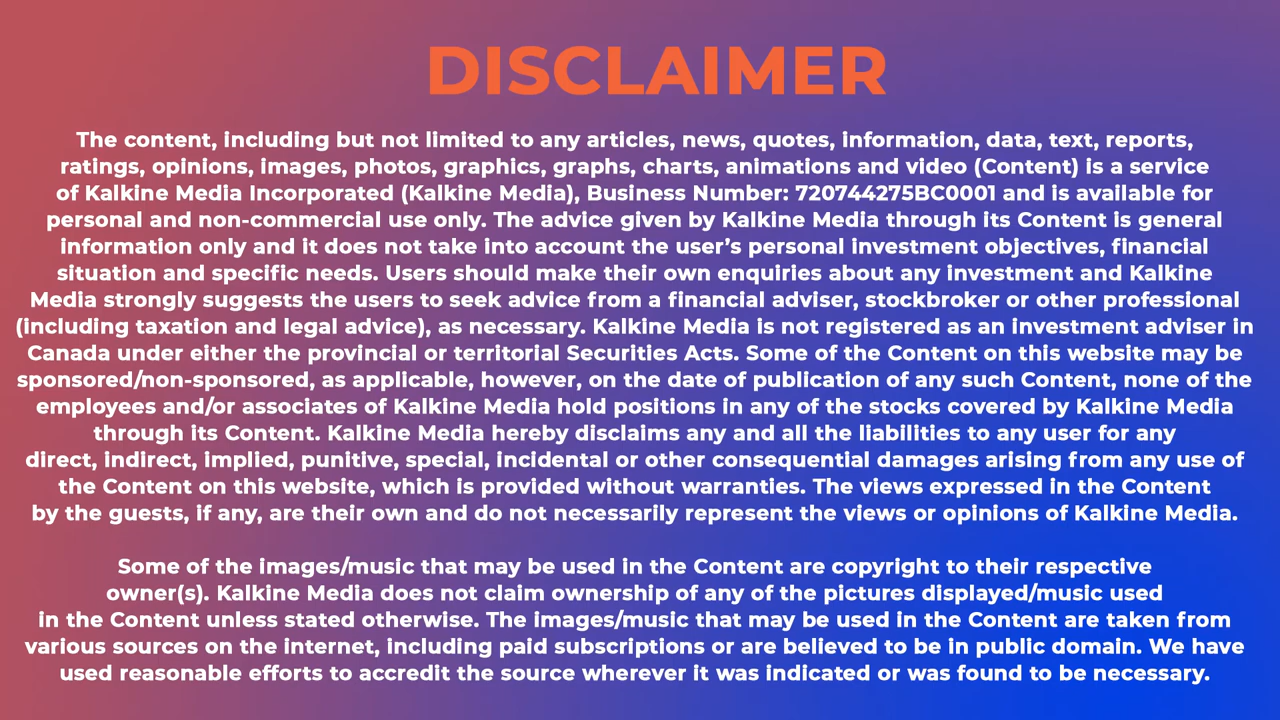 DISCLAIMER
The content, including but not limited to any articles, news, quotes, information, data, text, reports,
ratings, opinions, images, photos, graphics, graphs, charts, animations and video (Content) is a service
of Kalkine Media Incorporated (Kalkine Media), Business Number: 720744275BC0001 and is available for
personal and non-commercial use only. The advice given by Kalkine Media through its Content is general
information only and it does not take into account the user’s personal investment objectives, financial
situation and specific needs. Users should make their own enquiries about any investment and Kalkine
Media strongly suggests the users to seek advice from a financial adviser, stockbroker or other professional
(including taxation and legal advice), as necessary. Kalkine Media is not registered as an investment adviser in
Canada under either the provincial or territorial Securities Acts. Some of the Content on this website may be
sponsored/non-sponsored, as applicable, however, on the date of publication of any such Content, none of the
employees and/or associates of Kalkine Media hold positions in any of the stocks covered by Kalkine Media
through its Content. Kalkine Media hereby disclaims any and all the liabilities to any user for any
direct, indirect, implied, punitive, special, incidental or other consequential damages arising from any use of
the Content on this website, which is provided without warranties. The views expressed in the Content
by the guests, if any, are their own and do not necessarily represent the views or opinions of Kalkine Media.
Some of the images/music that may be used in the Content are copyright to their respective
owner(s). Kalkine Media does not claim ownership of any of the pictures displayed/music used
in the Content unless stated otherwise. The images/music that may be used in the Content are taken from
various sources on the internet, including paid subscriptions or are believed to be in public domain. We have
used reasonable efforts to accredit the source wherever it was indicated or was found to be necessary.